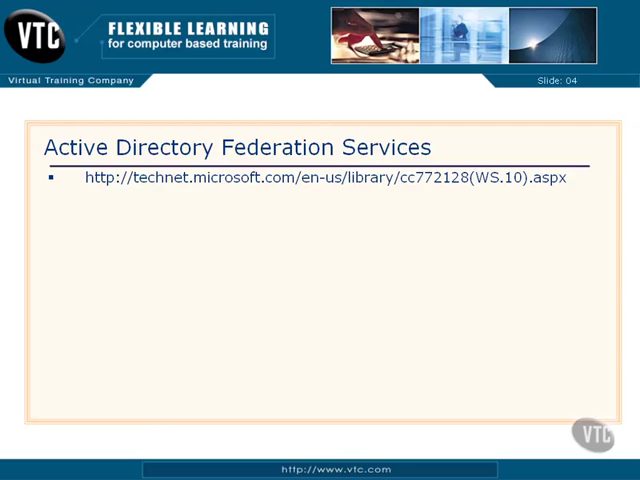 VTC
FLEXIBLE LEARNING
for computer based training
Virtual Training Company
Slide: 04
Active Directory Federation Services
▪ http://technet.microsoft.com/en-us/library/cc772128(WS.10).aspx
VTC
http://www.vtc.com